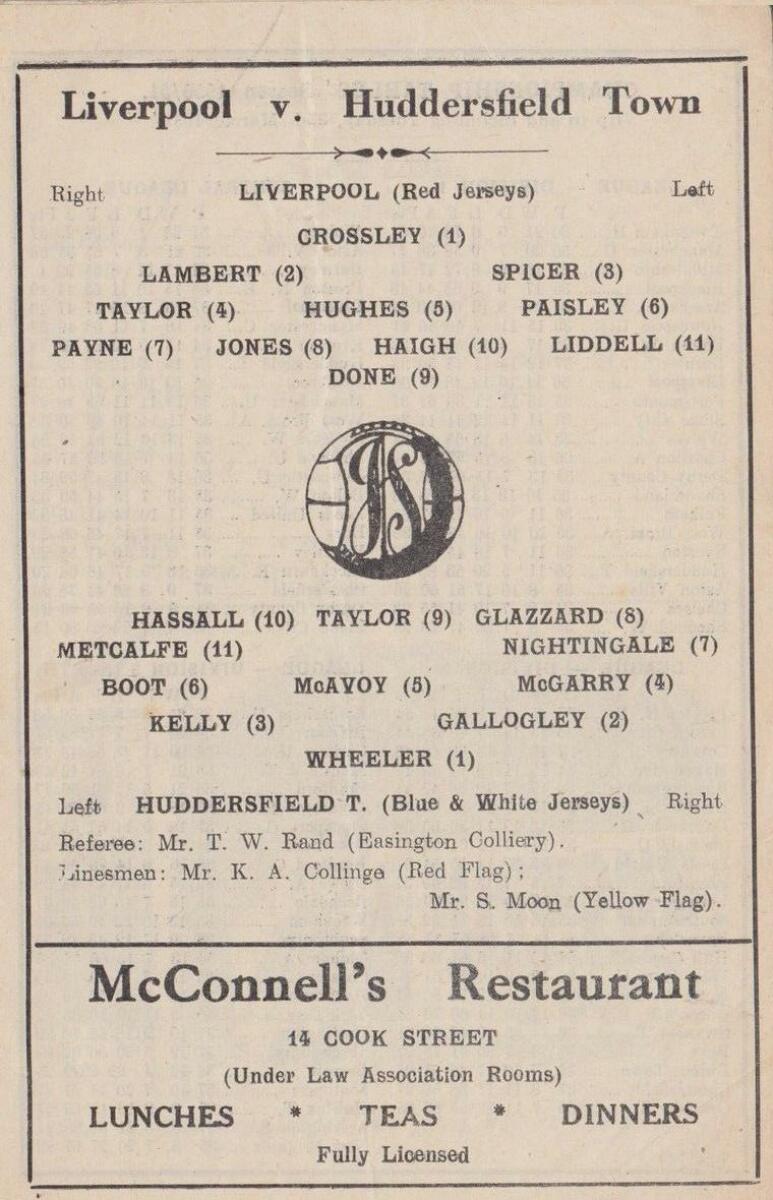 Liverpool v. Huddersfield Town
Right LIVERPOOL (Red Jerseys) Left
CROSSLEY (1)
LAMBERT (2) SPICER (3)
TAYLOR (4) HUGHES (5) PAISLEY (6)
PAYNE (7) JONES (8) HAIGH (10) LIDDELL (11)
DONE (9)
HASSALL (10) TAYLOR (9) GLAZZARD (8)
METCALFE (11) NIGHTINGALE (7)
BOOT (6) McAVOY (5) McGARRY (4)
KELLY (3) GALLOGLEY (2)
WHEELER (1)
Left HUDDERSFIELD T. (Blue & White Jerseys) Right
Referee: Mr. T. W. Rand (Easington Colliery).
Linesmen: Mr. K. A. Collinge (Red Flag);
Mr. S. Moon (Yellow Flag).
McConnell's Restaurant
14 COOK STREET
(Under Law Association Rooms)
LUNCHES * TEAS * DINNERS
Fully Licensed